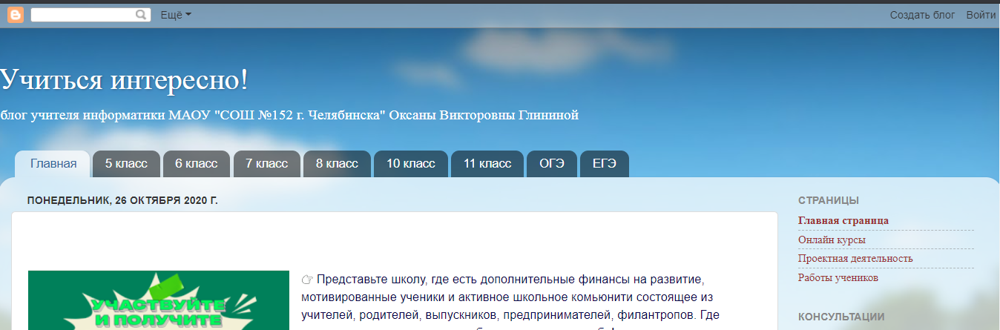 Ещё
Создать блог Войти
Учиться интересно!
блог учителя информатики МАОУ "СОШ №152 г. Челябинска" Оксаны Викторовны Глининой
Главная 5 класс 6 класс 7 класс 8 класс 10 класс 11 класс ОГЭ ЕГЭ
ПОНЕДЕЛЬНИК, 26 ОКТЯБРЯ 2020 Г.
УЧАСТВУЙТЕ
И ПОЛУЧИТЕ
👉 Представьте школу, где есть дополнительные финансы на развитие,
мотивированные ученики и активное школьное комьюнити состоящее из
учителей, родителей, выпускников, предпринимателей, филантропов. Где
СТРАНИЦЫ
Главная страница
Онлайн курсы
Проектная деятельность
Работы учеников
КОНСУЛЬТАЦИИ